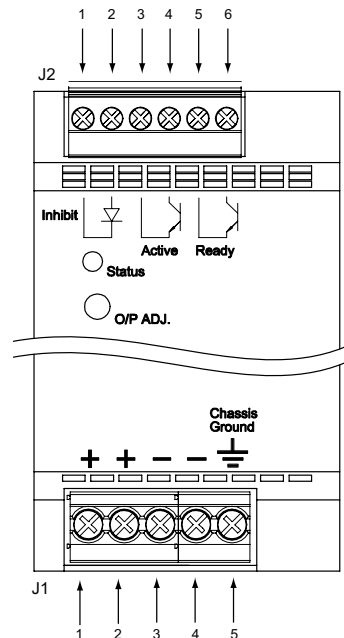 1 2 3 4 5 6
J2
Inhibit
Active Ready
Status
O/P ADJ.
Chassis
Ground
+ + − −
J1
1 2 3 4 5